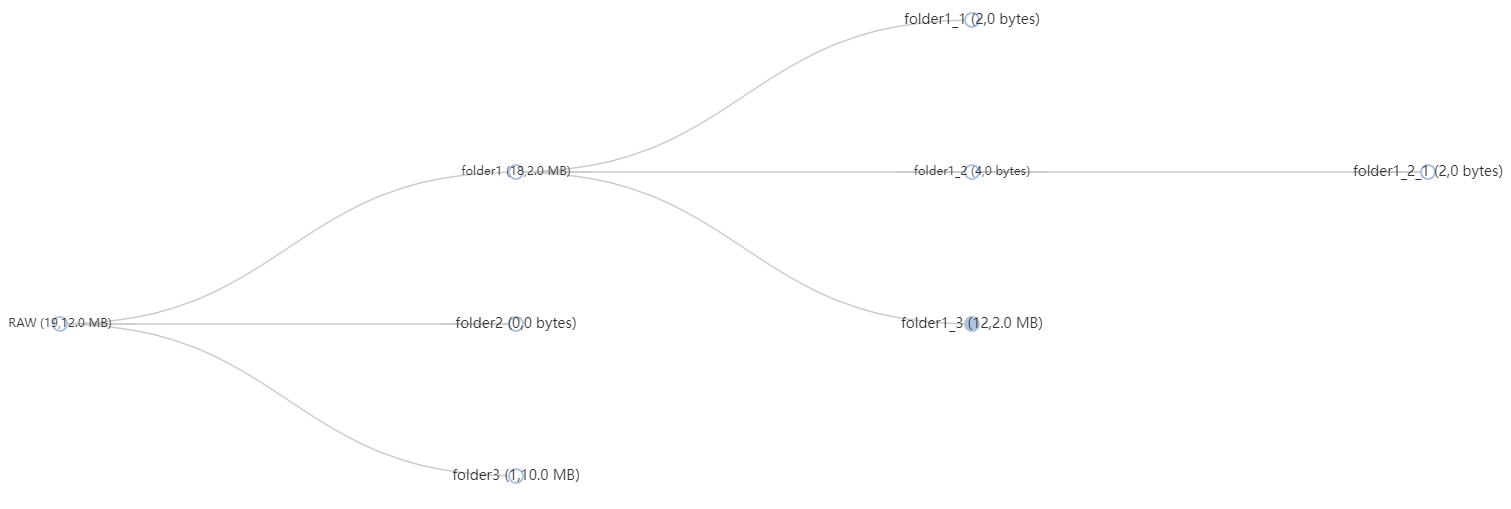 folder1_1 (2,0 bytes)
folder1 (18,2.0 MB)
folder1_2 (4,0 bytes)
folder1_2_1 (2,0 bytes)
RAW (19,12.0 MB)
folder2 (0,0 bytes)
folder1_3 (12,2.0 MB)
folder3 (1,10.0 MB)